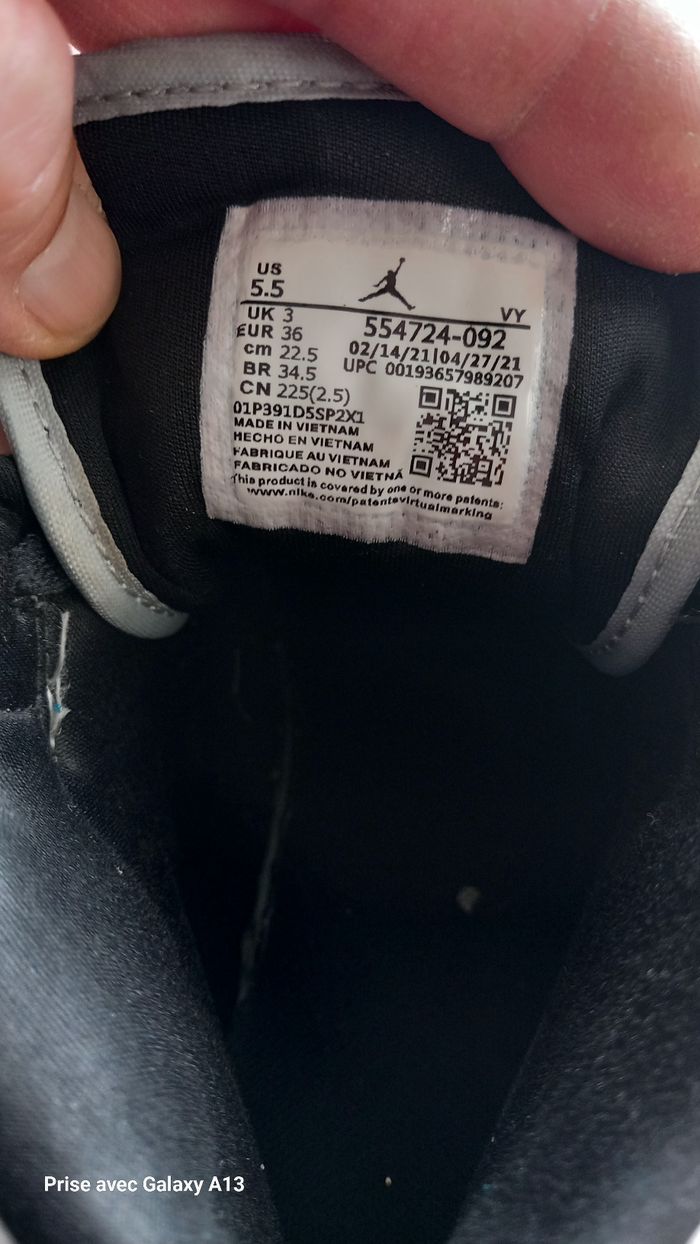 US
5.5
VY
UK 3
EUR 36
cm 22.5
BR 34.5
CN 225(2.5)
554724-092
02/14/21|04/27/21
UPC 00193657989207
01P391D5SP2X1
MADE IN VIETNAM
HECHO EN VIETNAM
FABRIQUE AU VIETNAM
FABRICADO NO VIETNÃ
This product is covered by one or more patents:
www.nike.com/patentsvirtualmarking
Prise avec Galaxy A13